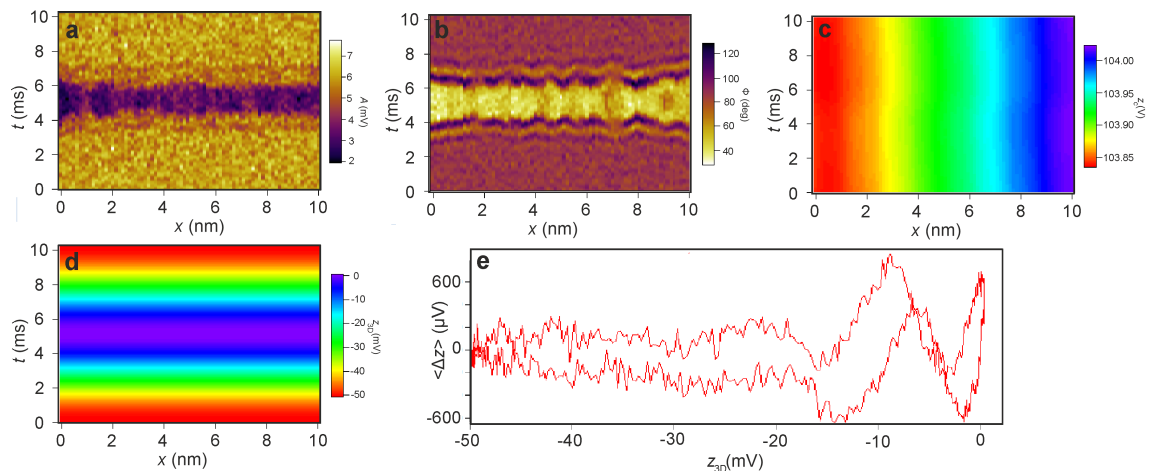 a
10
8
6
4
2
0
t (ms)
0 2 4 6 8 10
x (nm)
7
6
5
4
3
2
A (mV)
b
10
8
6
4
2
0
t (ms)
0 2 4 6 8 10
x (nm)
120
100
80
60
40
Φ (deg)
c
10
8
6
4
2
0
t (ms)
0 2 4 6 8 10
x (nm)
104.00
103.95
103.90
103.85
z꜀(V)
d
10
8
6
4
2
0
t (ms)
0 2 4 6 8 10
x (nm)
0
-10
-20
-30
-40
-50
z3D(mV)
e
600
0
-600
<Δz> (µV)
-50 -40 -30 -20 -10 0
z3D(mV)